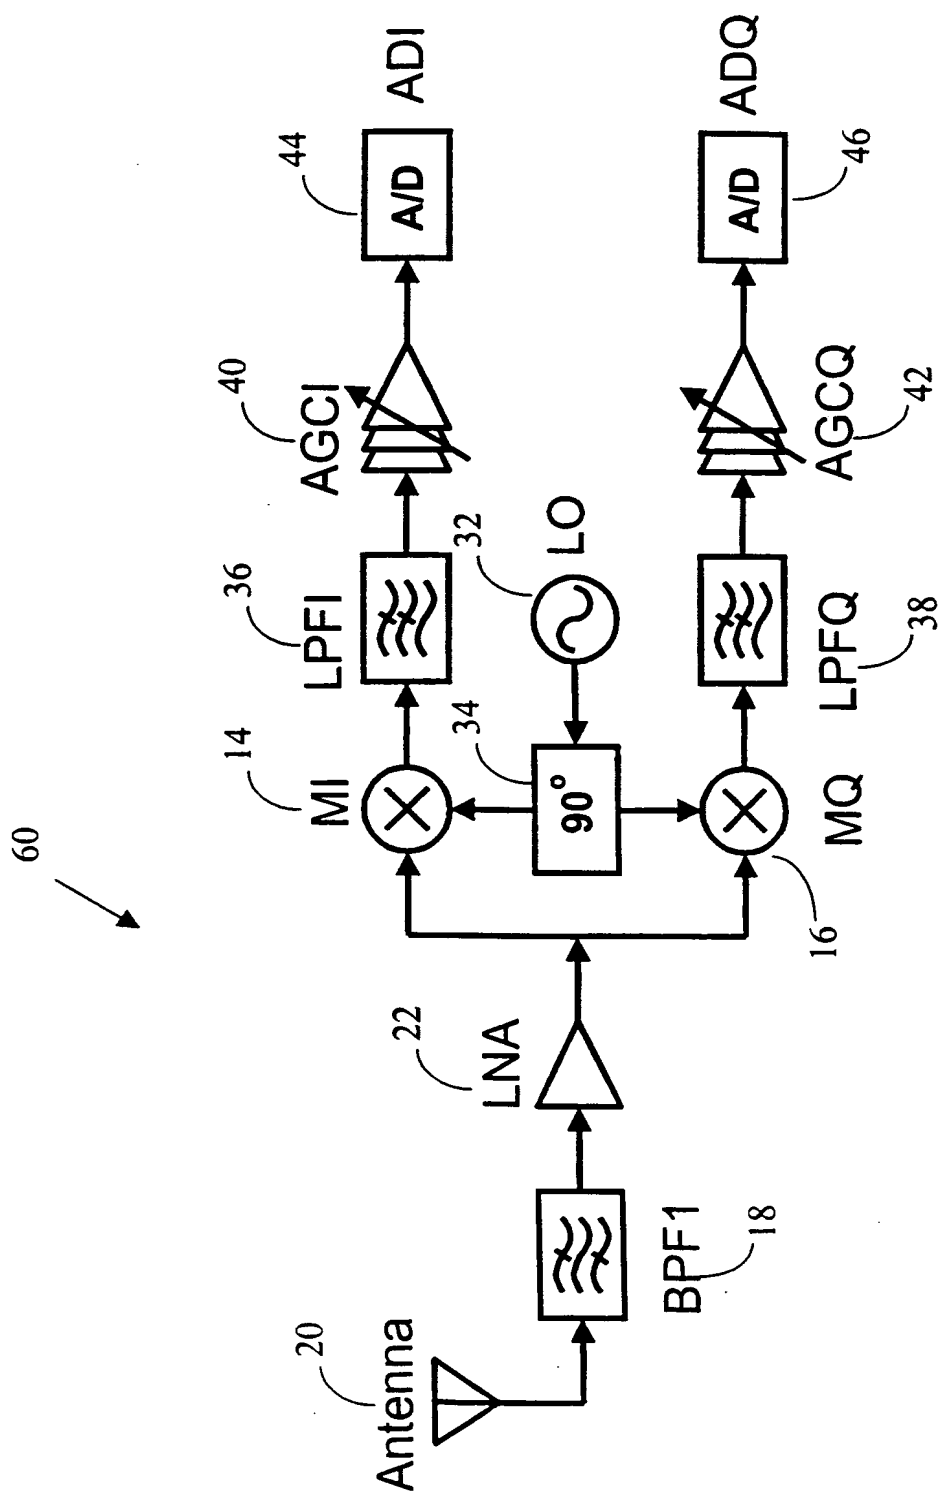 60
Antenna
20
BPF1
18
LNA
22
MI
14
90°
34
LO
32
MQ
16
LPFI
36
LPFQ
38
AGCI
40
AGCQ
42
A/D
44
ADI
A/D
46
ADQ